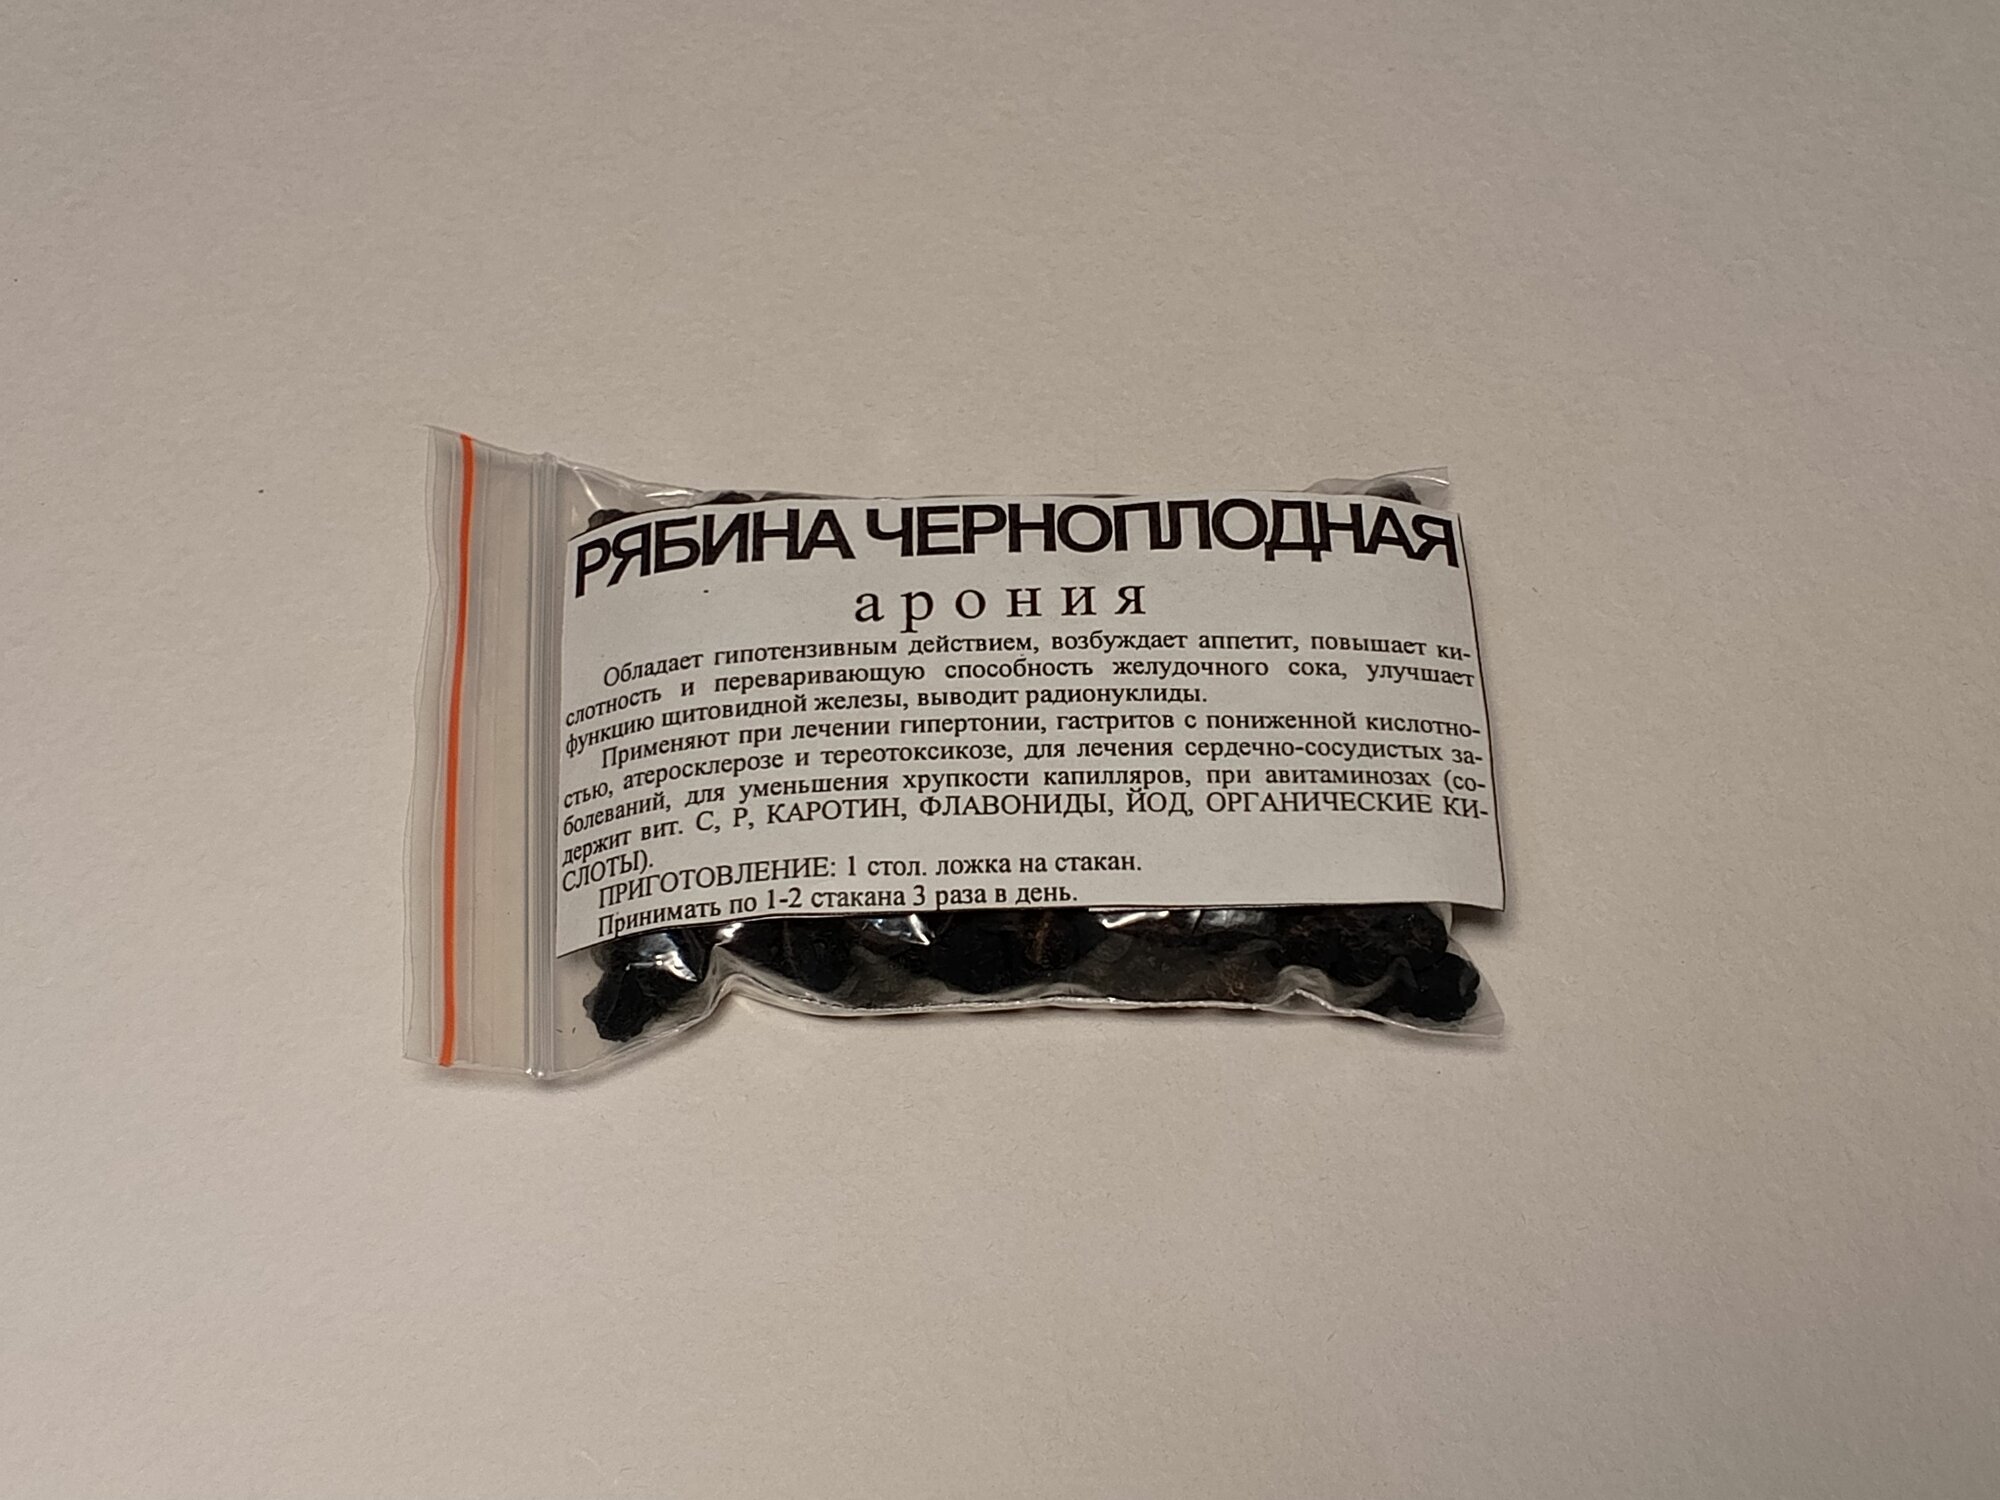 РЯБИНА ЧЕРНОПЛОДНАЯ
арония
Обладает гипотензивным действием, возбуждает аппетит, повышает ки-
слотность и переваривающую способность желудочного сока, улучшает
функцию щитовидной железы, выводит радионуклиды.
Применяют при лечении гипертонии, гастритов с пониженной кислотно-
стью, атеросклерозе и тереотоксикозе, для лечения сердечно-сосудистых за-
болеваний, для уменьшения хрупкости капилляров, при авитаминозах (со-
держит вит. С, Р, КАРОТИН, ФЛАВОНИДЫ, ЙОД, ОРГАНИЧЕСКИЕ КИ-
СЛОТЫ).
ПРИГОТОВЛЕНИЕ: 1 стол. ложка на стакан.
Принимать по 1-2 стакана 3 раза в день.